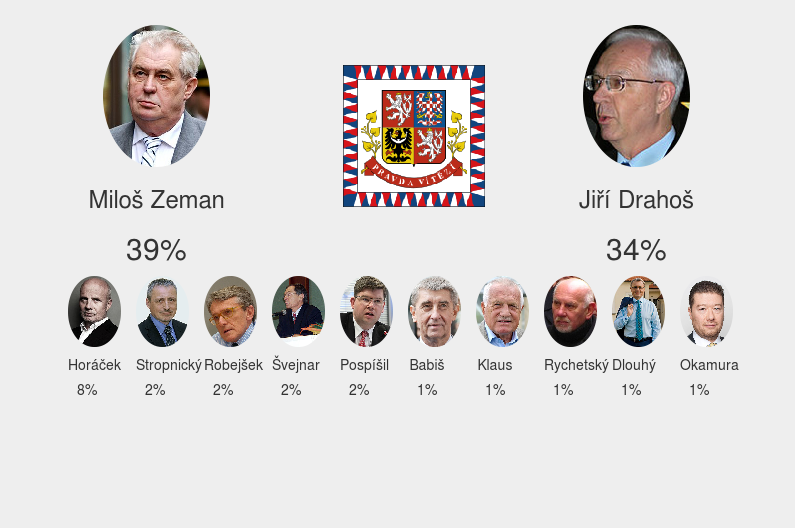 PRAVDA VÍTĚZÍ
Miloš Zeman
Jiří Drahoš
39%
34%
Horáček
Stropnický
Robejšek
Švejnar
Pospíšil
Babiš
Klaus
Rychetský
Dlouhý
Okamura
8%
2%
2%
2%
2%
1%
1%
1%
1%
1%